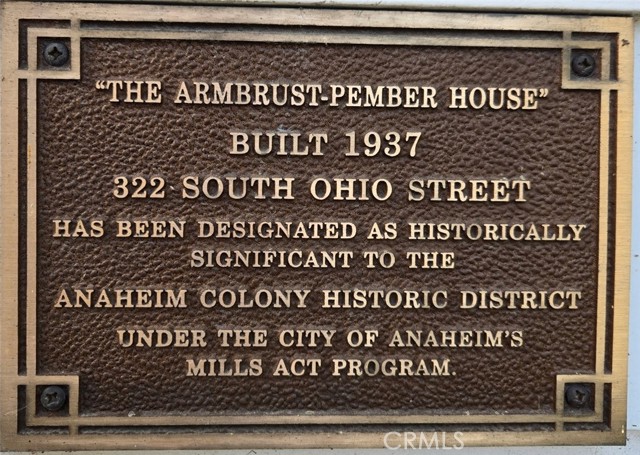 "THE ARMBRUST-PEMBER HOUSE"
BUILT 1937
322 SOUTH OHIO STREET
HAS BEEN DESIGNATED AS HISTORICALLY
SIGNIFICANT TO THE
ANAHEIM COLONY HISTORIC DISTRICT
UNDER THE CITY OF ANAHEIM'S
MILLS ACT PROGRAM.
CRMLS